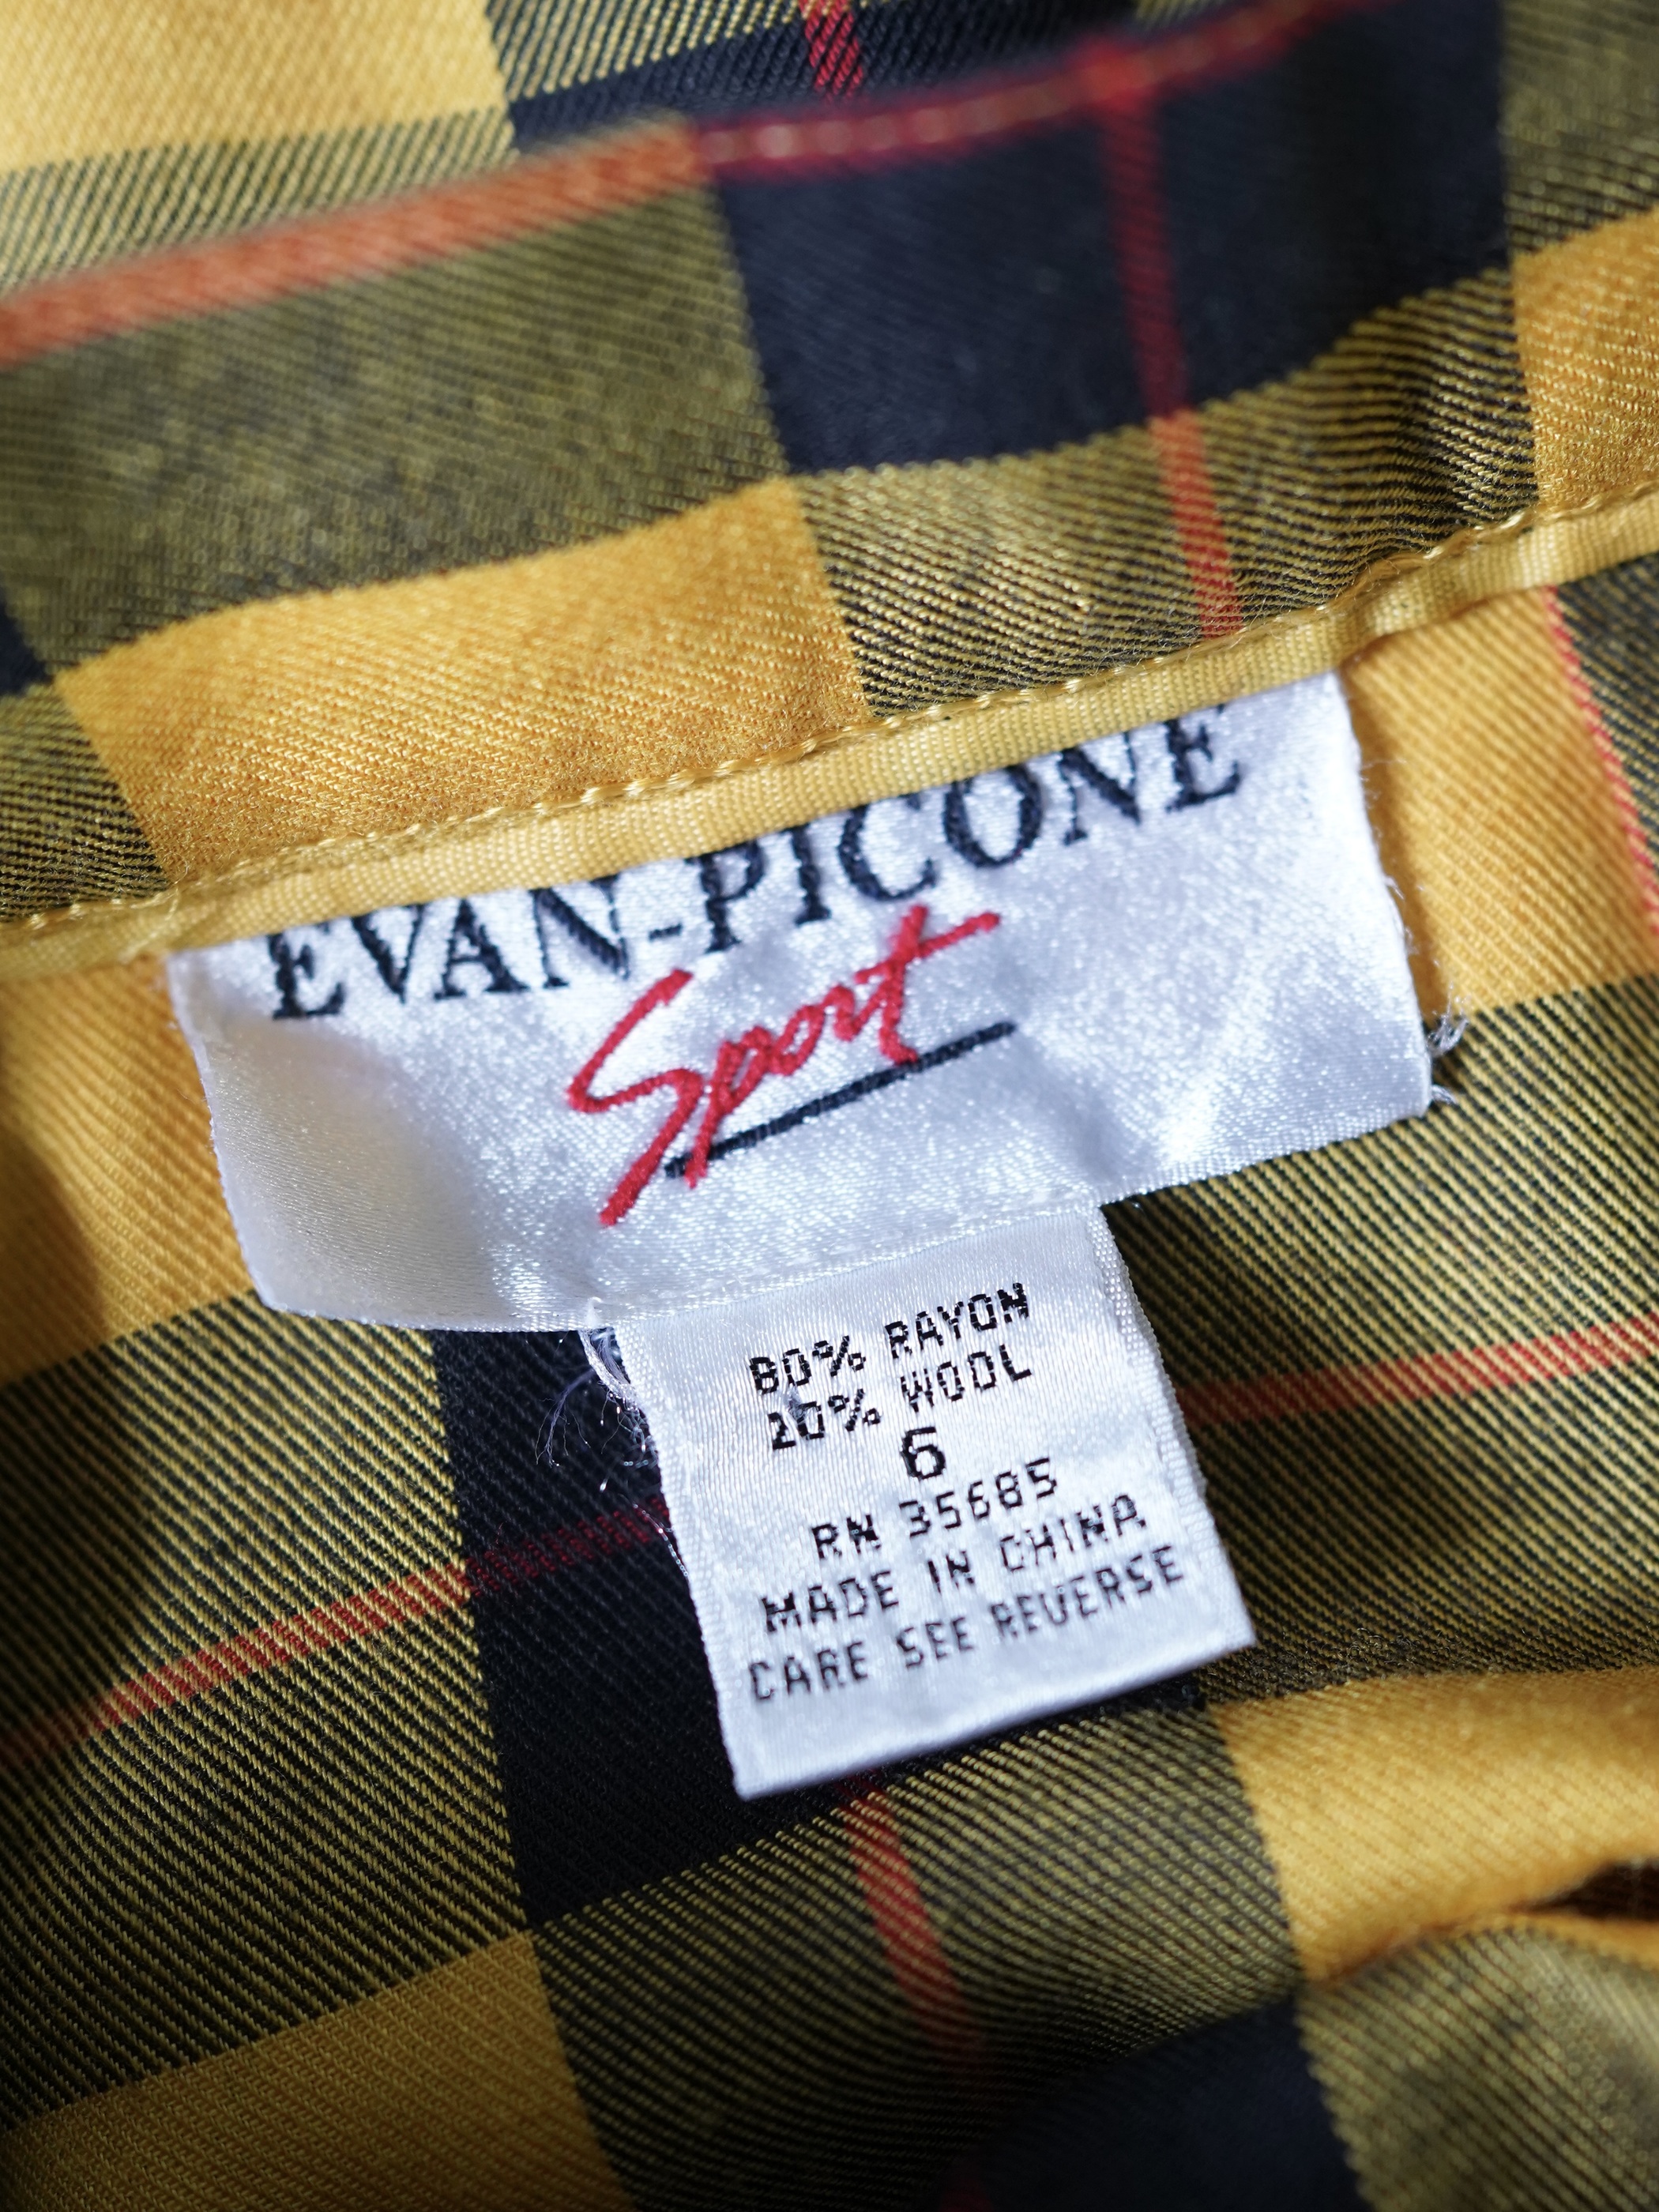 EVAN-PICONE
Sport
80% RAYON
20% WOOL
6
RN 35685
MADE IN CHINA
CARE SEE REVERSE